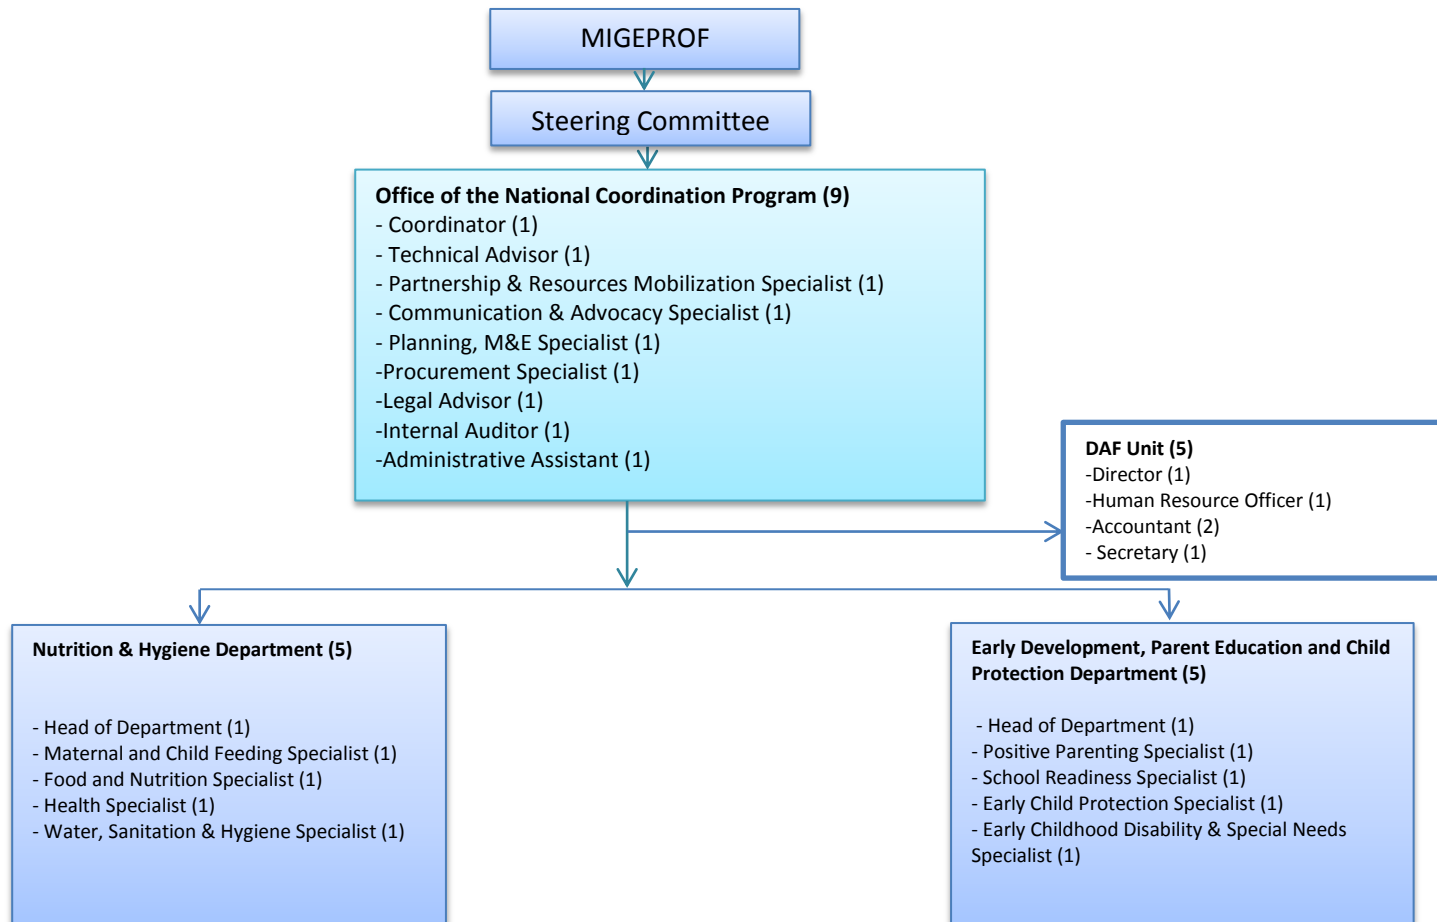 MIGEPROF
Steering Committee
Office of the National Coordination Program (9)
- Coordinator (1)
- Technical Advisor (1)
- Partnership & Resources Mobilization Specialist (1)
- Communication & Advocacy Specialist (1)
- Planning, M&E Specialist (1)
-Procurement Specialist (1)
-Legal Advisor (1)
-Internal Auditor (1)
-Administrative Assistant (1)
DAF Unit (5)
-Director (1)
-Human Resource Officer (1)
-Accountant (2)
- Secretary (1)
Nutrition & Hygiene Department (5)
- Head of Department (1)
- Maternal and Child Feeding Specialist (1)
- Food and Nutrition Specialist (1)
- Health Specialist (1)
- Water, Sanitation & Hygiene Specialist (1)
Early Development, Parent Education and Child
Protection Department (5)
- Head of Department (1)
- Positive Parenting Specialist (1)
- School Readiness Specialist (1)
- Early Child Protection Specialist (1)
- Early Childhood Disability & Special Needs
Specialist (1)